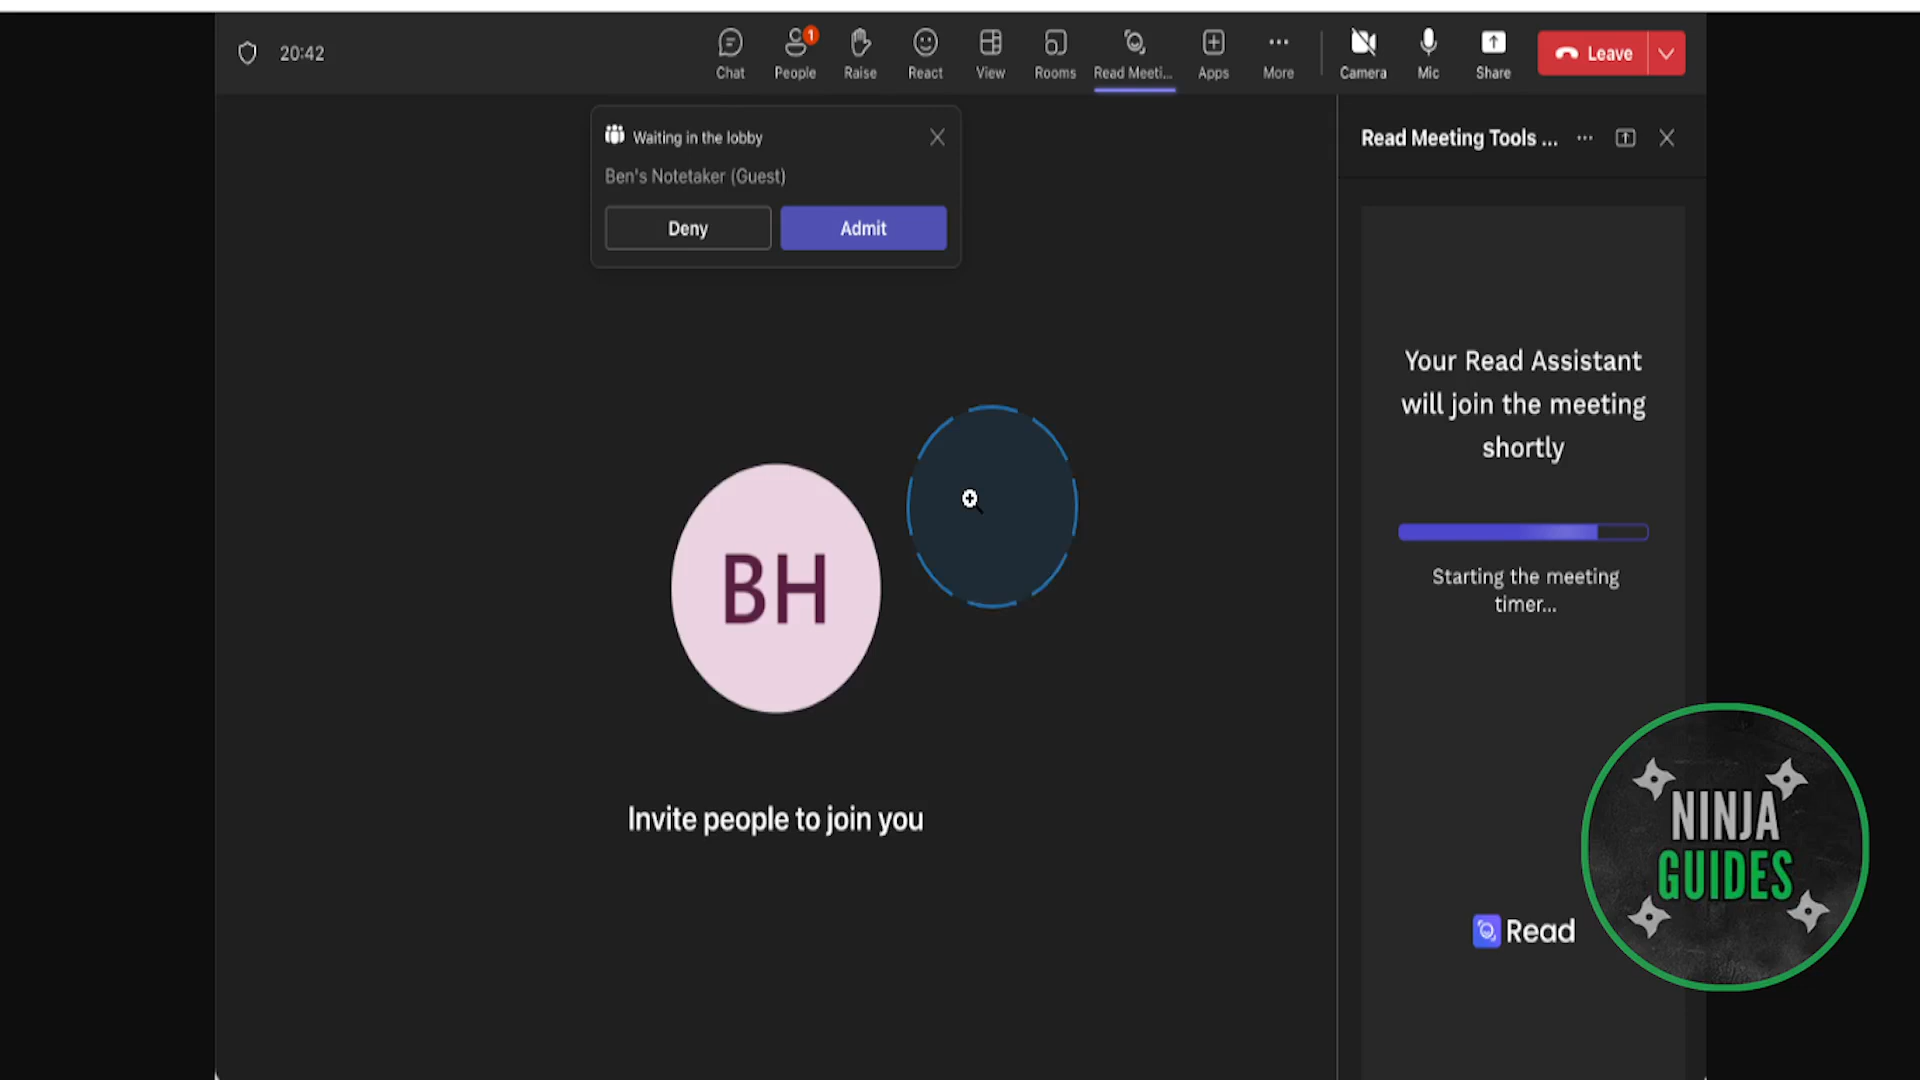 20:42
Chat
People
1
Raise
React
View
Rooms
Read Meeti...
Apps
More
Camera
Mic
Share
Leave
Waiting in the lobby
Ben's Notetaker (Guest)
Deny
Admit
Read Meeting Tools ...
Your Read Assistant
will join the meeting
shortly
Starting the meeting
timer...
BH
Invite people to join you
Read
NINJA
GUIDES